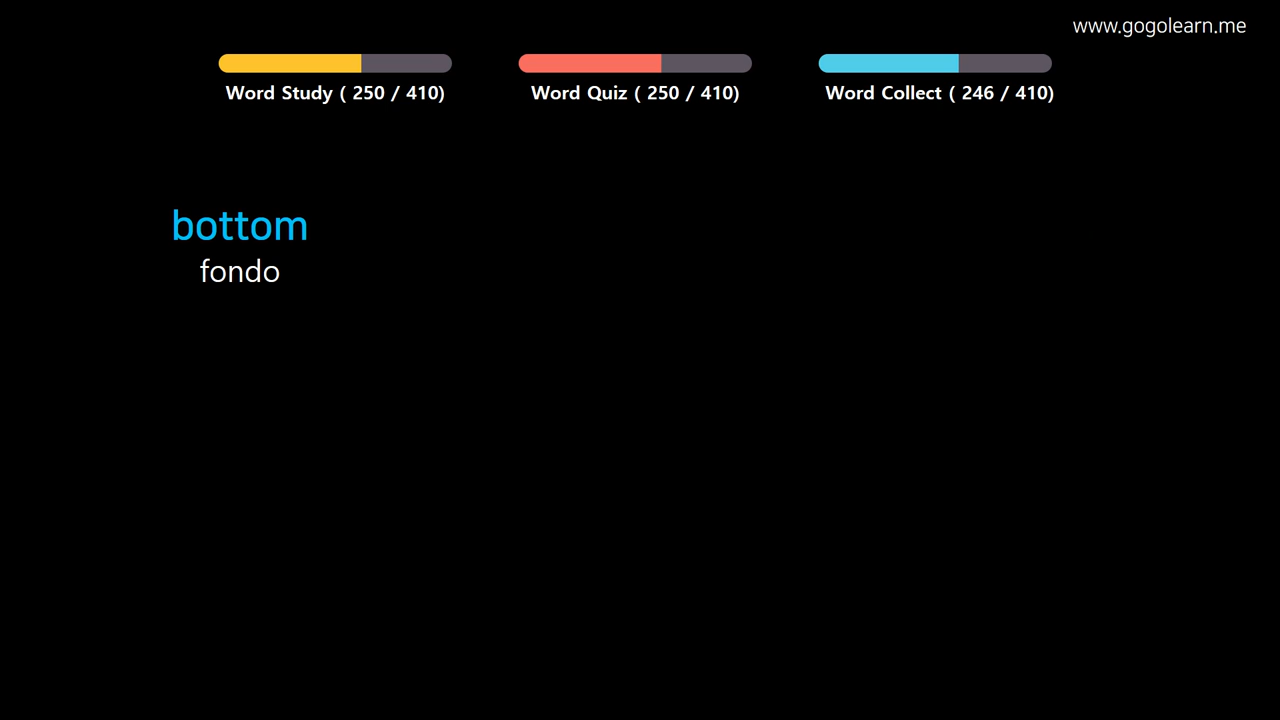 www.gogolearn.me
Word Study ( 250 / 410)
Word Quiz ( 250 / 410)
Word Collect ( 246 / 410)
bottom
fondo